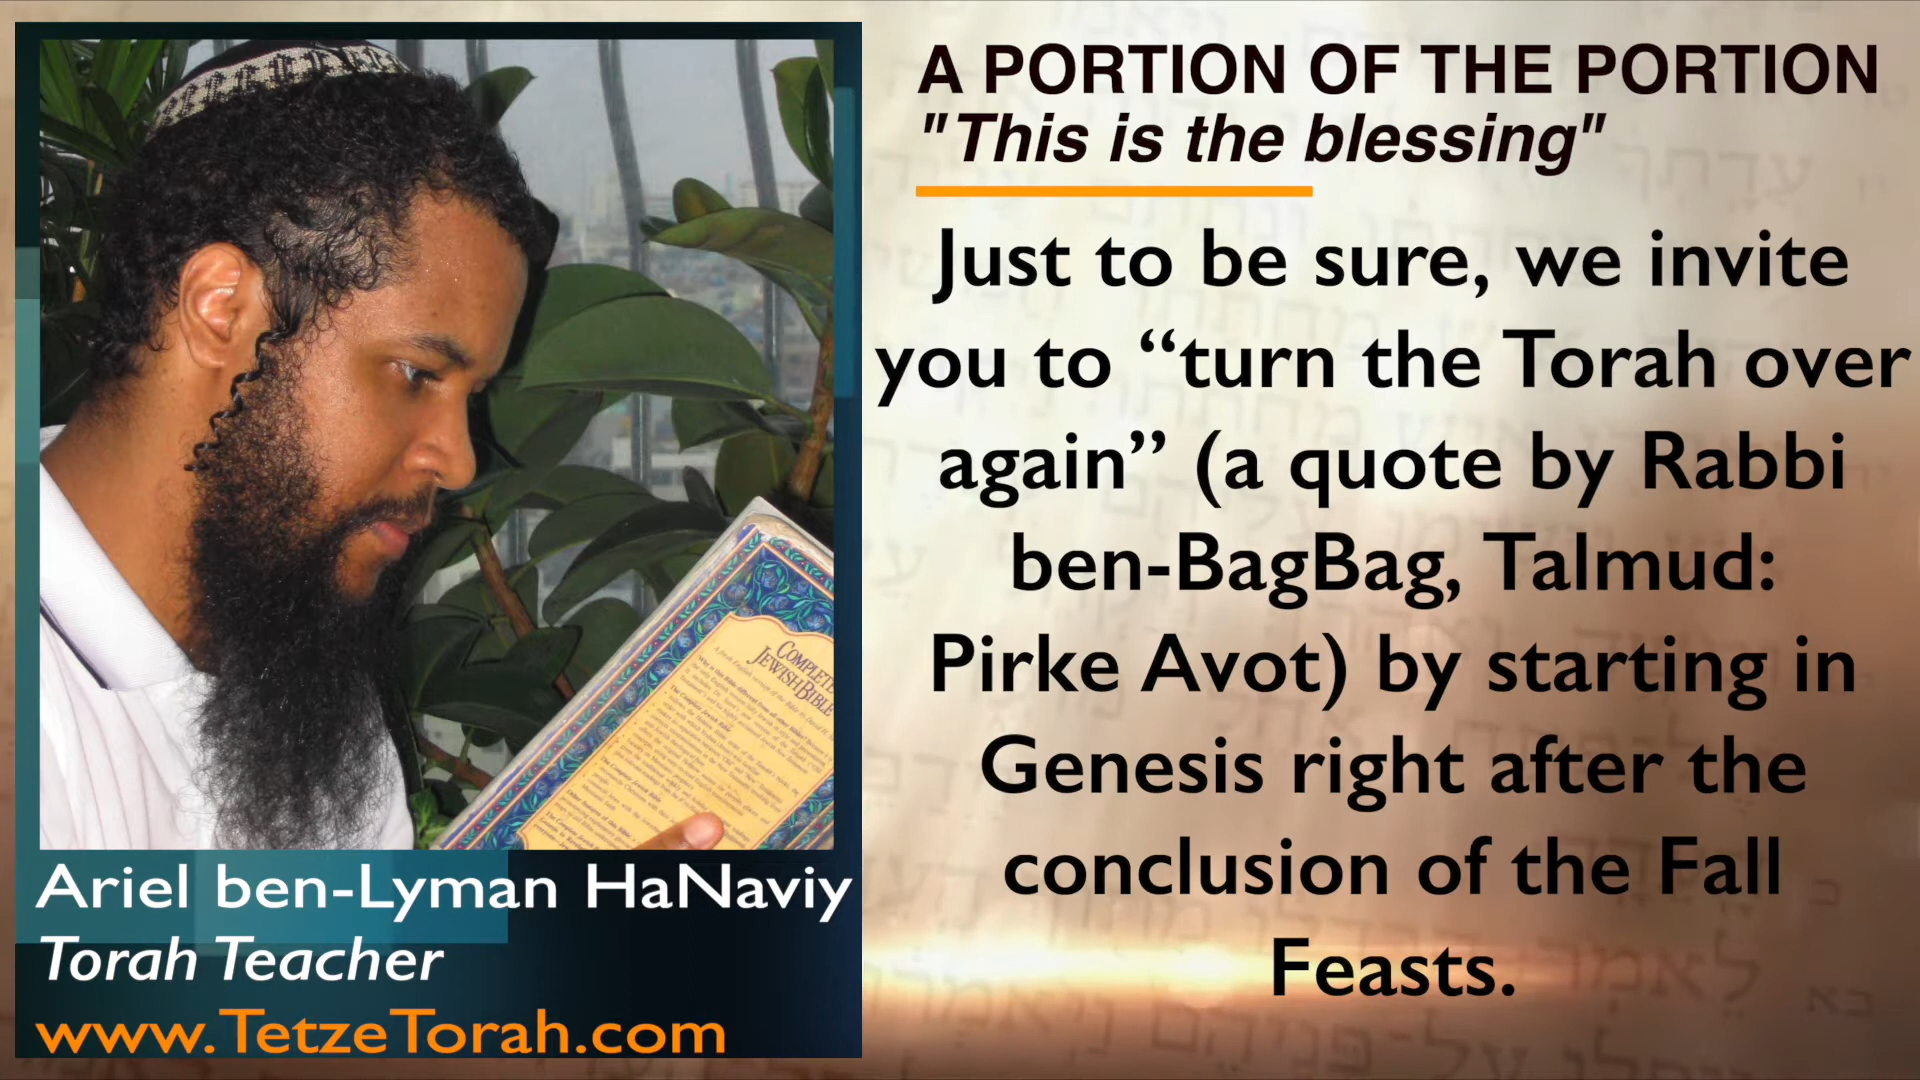 A PORTION OF THE PORTION
"This is the blessing"
Just to be sure, we invite
you to “turn the Torah over
again” (a quote by Rabbi
ben-BagBag, Talmud:
Pirke Avot) by starting in
Genesis right after the
conclusion of the Fall
Feasts.
COMPLETE
JEWISH BIBLE
Ariel ben-Lyman HaNaviy
Torah Teacher
www.TetzeTorah.com